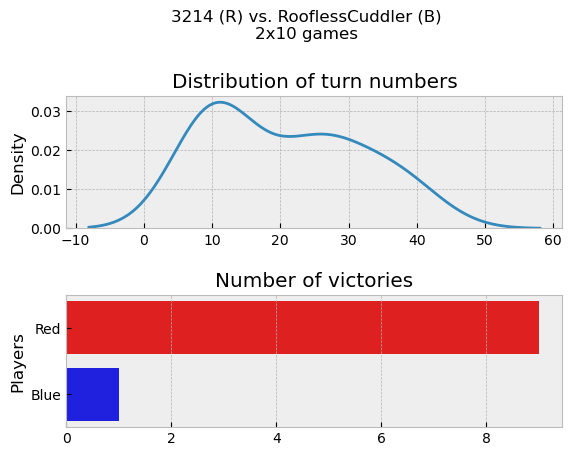 3214 (R) vs. RooflessCuddler (B)
2x10 games
Distribution of turn numbers
Density
0.03
0.02
0.01
0.00
−10 0 10 20 30 40 50 60
Number of victories
Players
Red
Blue
0 2 4 6 8